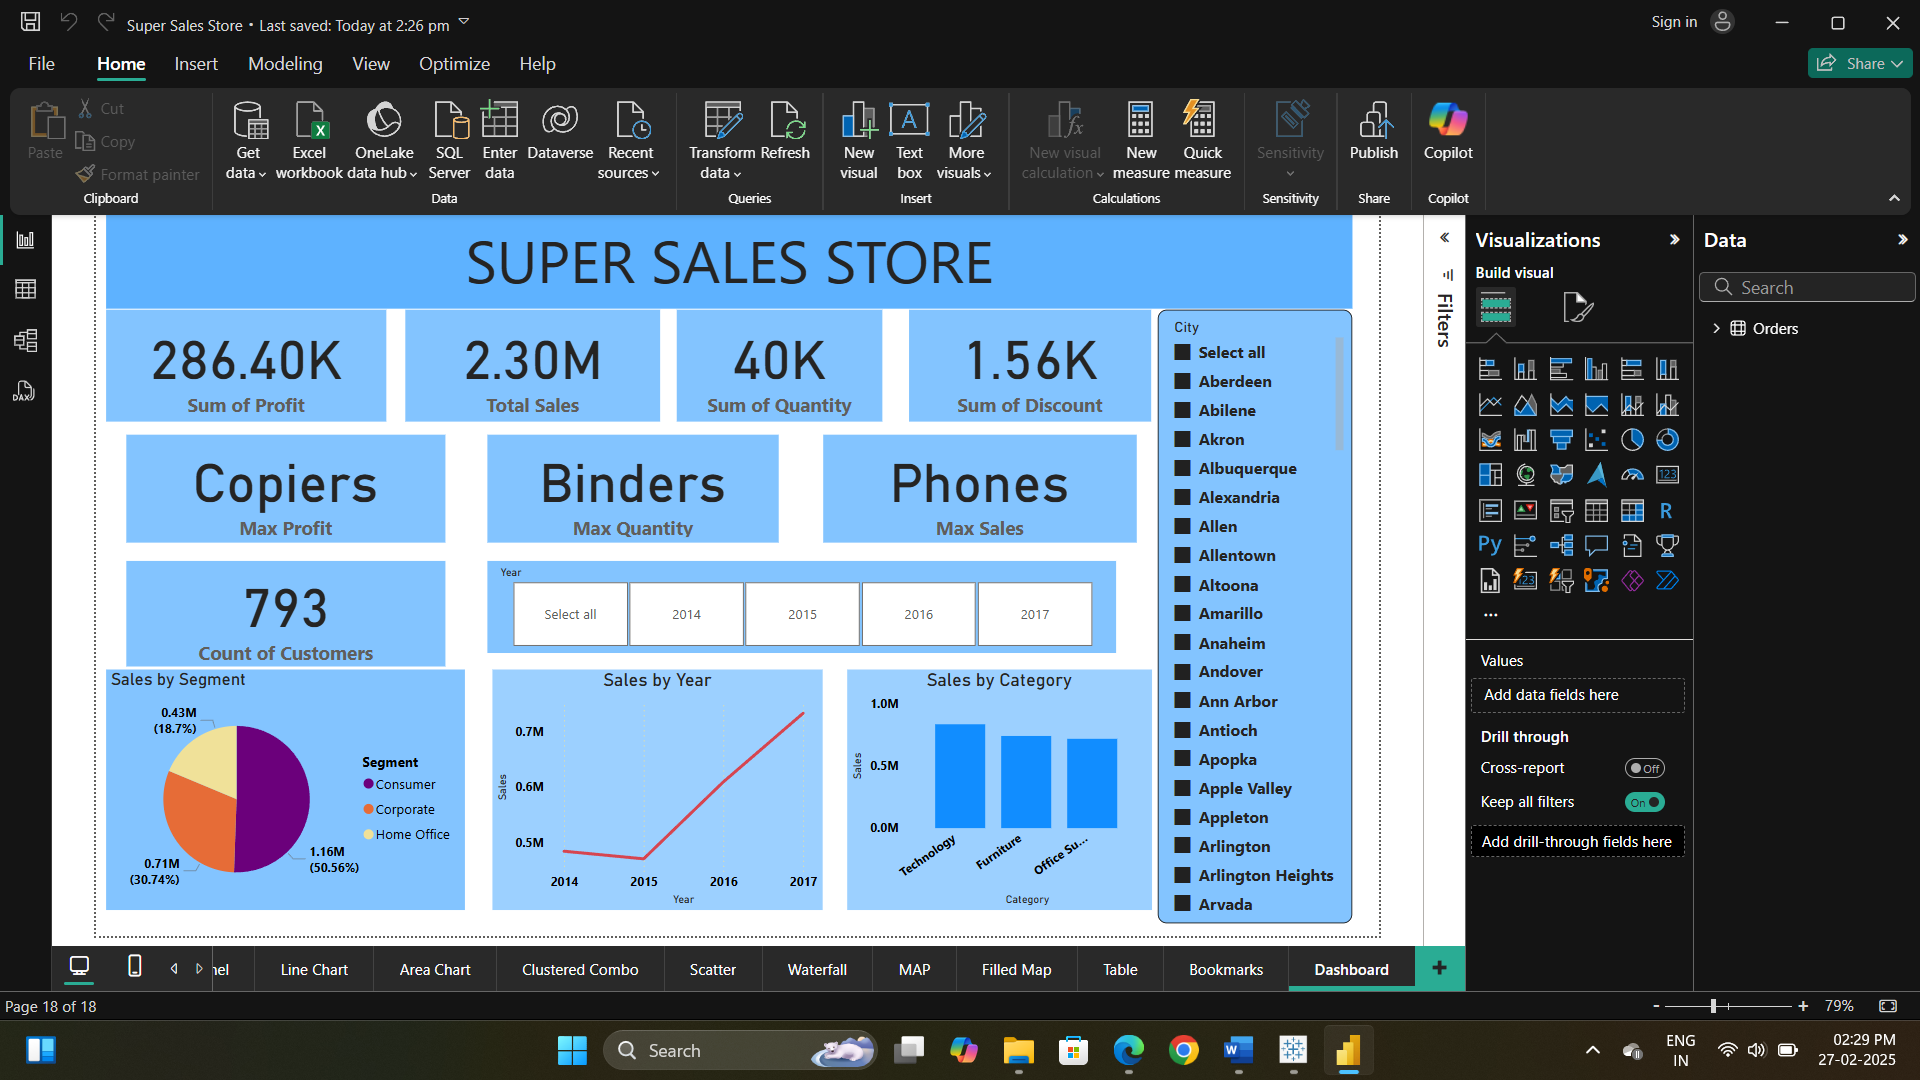 Super Sales Store • Last saved: Today at 2:26 pm
Sign in
File
Home
Insert
Modeling
View
Optimize
Help
Share
Paste
Cut
Copy
Format painter
Clipboard
Get data
Excel workbook
OneLake data hub
SQL Server
Enter data
Dataverse
Recent sources
Data
Transform data
Refresh
Queries
New visual
Text box
More visuals
Insert
New visual calculation
New measure
Quick measure
Calculations
Sensitivity
Sensitivity
Publish
Share
Copilot
Copilot
DAX
SUPER SALES STORE
286.40K
Sum of Profit
2.30M
Total Sales
40K
Sum of Quantity
1.56K
Sum of Discount
Copiers
Max Profit
Binders
Max Quantity
Phones
Max Sales
793
Count of Customers
Year
Select all
2014
2015
2016
2017
Sales by Segment
0.43M
(18.7%)
0.71M
(30.74%)
1.16M
(50.56%)
Segment
Consumer
Corporate
Home Office
Sales by Year
Sales
0.7M
0.6M
0.5M
2014
2015
2016
2017
Year
Sales by Category
Sales
1.0M
0.5M
0.0M
Technology
Furniture
Office Su...
Category
City
Select all
Aberdeen
Abilene
Akron
Albuquerque
Alexandria
Allen
Allentown
Altoona
Amarillo
Anaheim
Andover
Ann Arbor
Antioch
Apopka
Apple Valley
Appleton
Arlington
Arlington Heights
Arvada
Filters
Visualizations
Build visual
123
R
Py
123
...
Values
Add data fields here
Drill through
Cross-report
Off
Keep all filters
On
Add drill-through fields here
Data
Search
Orders
nel
Line Chart
Area Chart
Clustered Combo
Scatter
Waterfall
MAP
Filled Map
Table
Bookmarks
Dashboard
+
Page 18 of 18
- + 79%
Search
ENG
IN
02:29 PM
27-02-2025